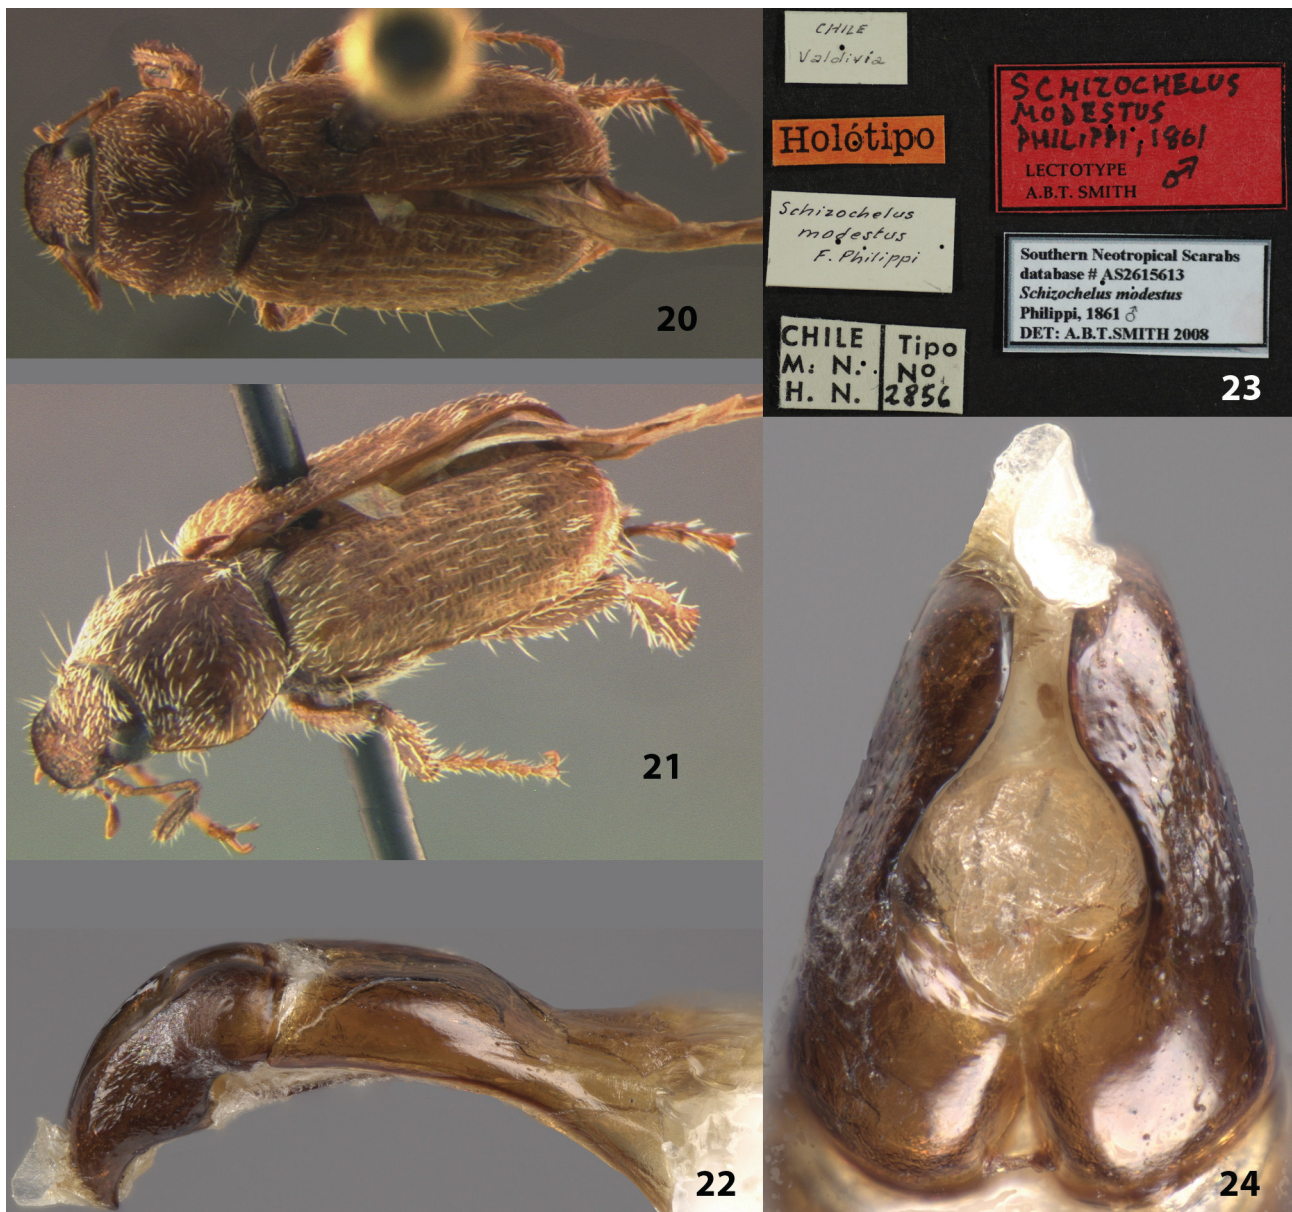 20
CHILE
Valdivia
Holótipo
Schizochelus
modestus
F. Philippi
CHILE
M. N.
H. N.
Tipo
Nº
2856
SCHIZOCHELUS
MODESTUS
PHILIPPI, 1861
LECTOTYPE ♂
A.B.T. SMITH
Southern Neotropical Scarabs
database # AS2615613
Schizochelus modestus
Philippi, 1861 ♂
DET: A.B.T.SMITH 2008
23
21
22
24